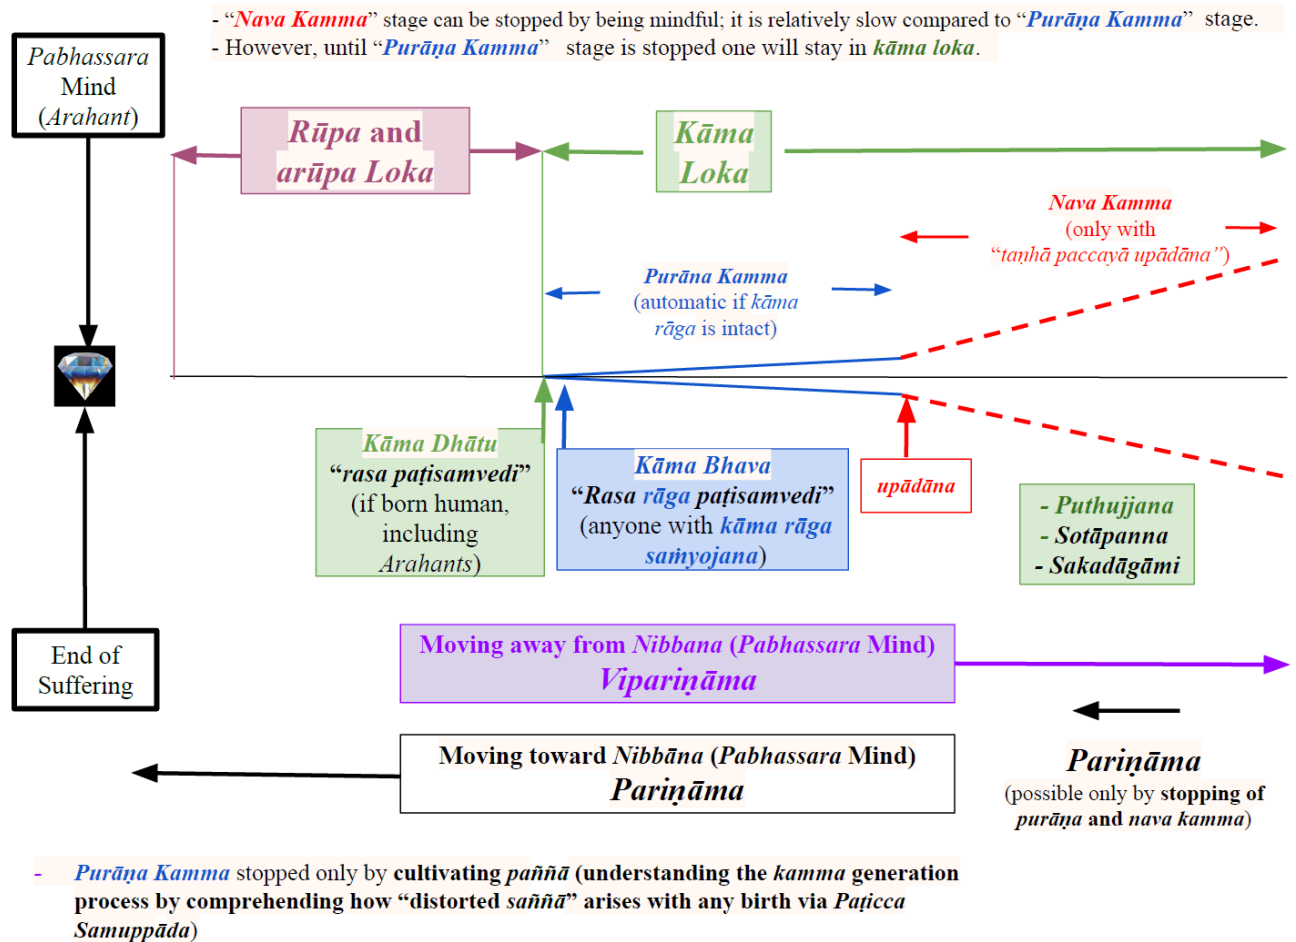 - “Nava Kamma” stage can be stopped by being mindful; it is relatively slow compared to “Purāṇa Kamma” stage.
- However, until “Purāṇa Kamma” stage is stopped one will stay in kāma loka.
Pabhassara
Mind
(Arahant)
Rūpa and
arūpa Loka
Kāma
Loka
Nava Kamma
(only with
“taṇhā paccayā upādāna”)
Purāna Kamma
(automatic if kāma
rāga is intact)
Kāma Dhātu
“rasa paṭisamvedi”
(if born human,
including
Arahants)
Kāma Bhava
“Rasa rāga paṭisamvedi”
(anyone with kāma rāga
saṁyojana)
upādāna
- Puthujjana
- Sotāpanna
- Sakadāgāmi
End of
Suffering
Moving away from Nibbana (Pabhassara Mind)
Vipariṇāma
Moving toward Nibbāna (Pabhassara Mind)
Pariṇāma
Pariṇāma
(possible only by stopping of
purāṇa and nava kamma)
- Purāṇa Kamma stopped only by cultivating paññā (understanding the kamma generation
process by comprehending how “distorted saññā” arises with any birth via Paṭicca
Samuppāda)